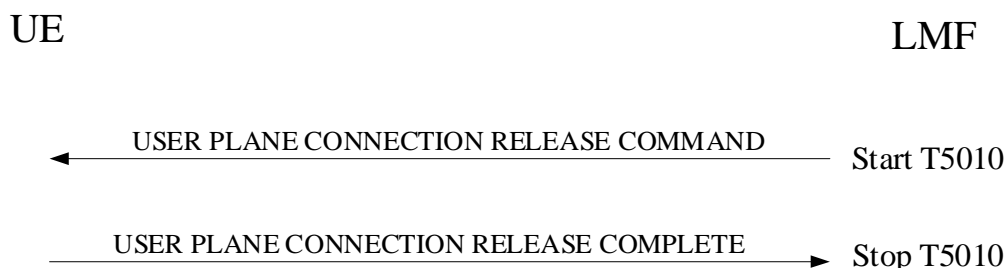 UE
LMF
USER PLANE CONNECTION RELEASE COMMAND
Start T5010
USER PLANE CONNECTION RELEASE COMPLETE
Stop T5010